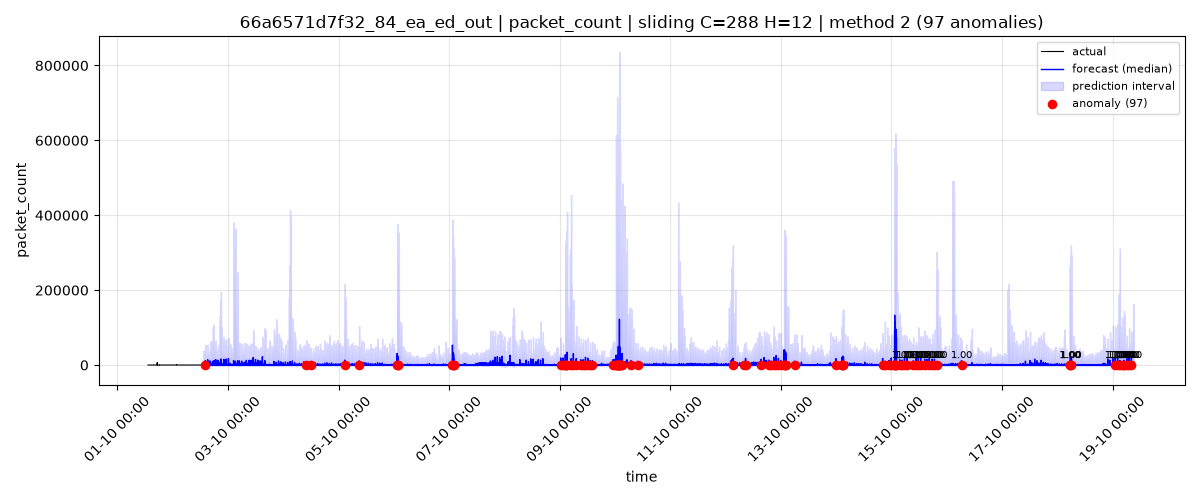 66a6571d7f32_84_ea_ed_out | packet_count | sliding C=288 H=12 | method 2 (97 anomalies)
actual
forecast (median)
prediction interval
anomaly (97)
packet_count
800000
600000
400000
200000
0
1.00
1.00
01-10 00:00
03-10 00:00
05-10 00:00
07-10 00:00
09-10 00:00
11-10 00:00
13-10 00:00
15-10 00:00
17-10 00:00
19-10 00:00
time